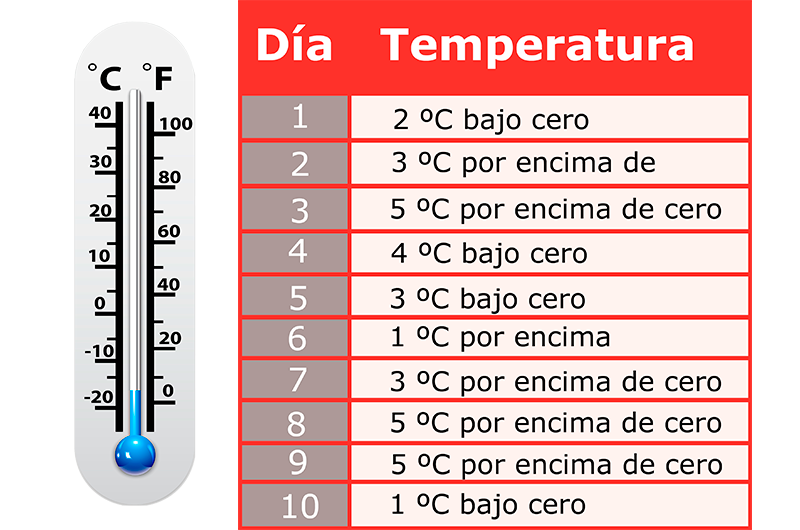 °C °F
40
30
20
10
0
-10
-20
100
80
60
40
20
0
Día Temperatura
1 2 ºC bajo cero
2 3 ºC por encima de
3 5 ºC por encima de cero
4 4 ºC bajo cero
5 3 ºC bajo cero
6 1 ºC por encima
7 3 ºC por encima de cero
8 5 ºC por encima de cero
9 5 ºC por encima de cero
10 1 ºC bajo cero